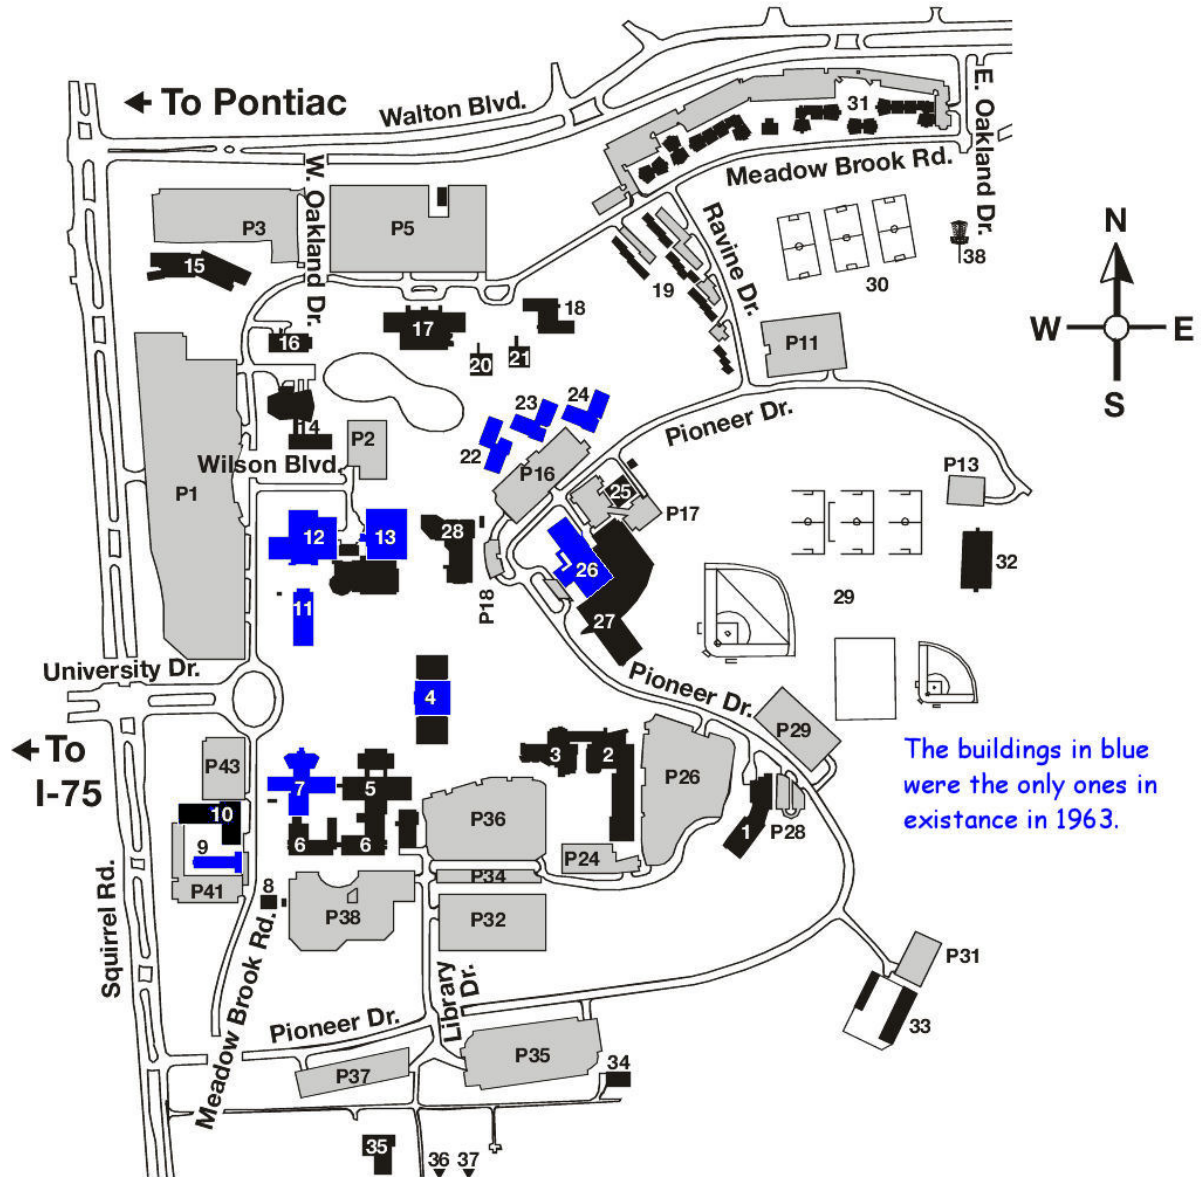 To Pontiac
Walton Blvd.
E. Oakland Dr.
31
Meadow Brook Rd.
W. Oakland Dr.
P3
P5
Ravine Dr.
N
W
E
S
38
30
15
19
18
17
16
20
21
P11
14
P2
Wilson Blvd.
22
23
24
Pioneer Dr.
P16
P1
25
P17
P13
12
13
28
26
32
P18
11
29
27
University Dr.
4
Pioneer Dr.
To
I-75
P43
7
5
3
2
P26
P29
The buildings in blue
were the only ones in
existance in 1963.
10
9
6
6
P36
1
P28
P24
P34
P41
8
P38
P32
Squirrel Rd.
Meadow Brook Rd.
Library Dr.
P31
33
Pioneer Dr.
P35
P37
34
35
36
37